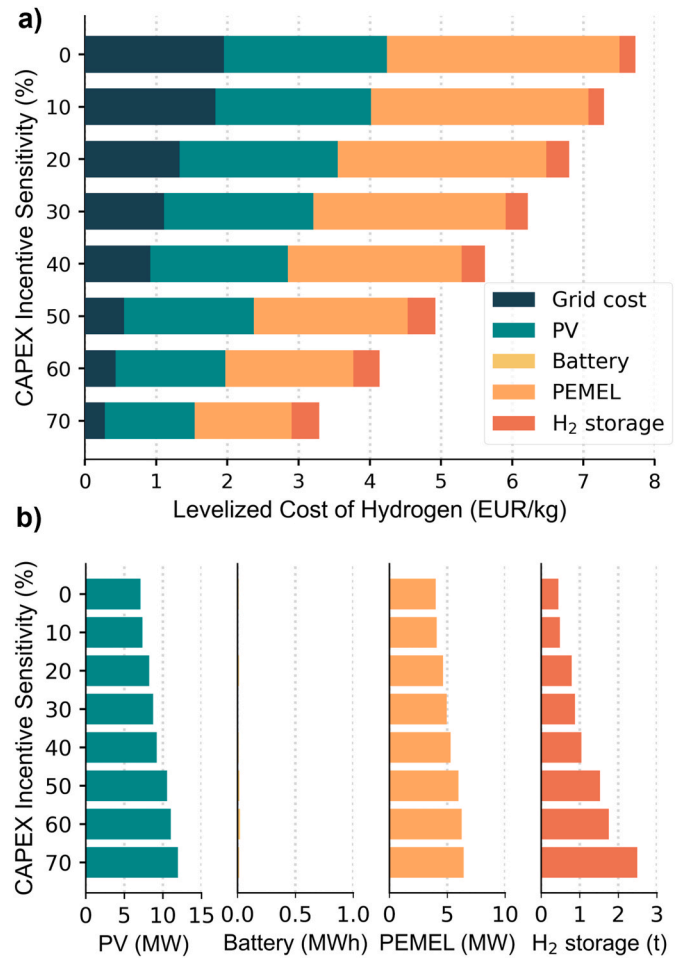 a)
CAPEX Incentive Sensitivity (%)
0
10
20
30
40
50
60
70
Grid cost
PV
Battery
PEMEL
H₂ storage
0 1 2 3 4 5 6 7 8
Levelized Cost of Hydrogen (EUR/kg)
b)
CAPEX Incentive Sensitivity (%)
0
10
20
30
40
50
60
70
0 5 10 15 0.0 0.5 1.0 0 5 10 0 1 2 3
PV (MW) Battery (MWh) PEMEL (MW) H₂ storage (t)